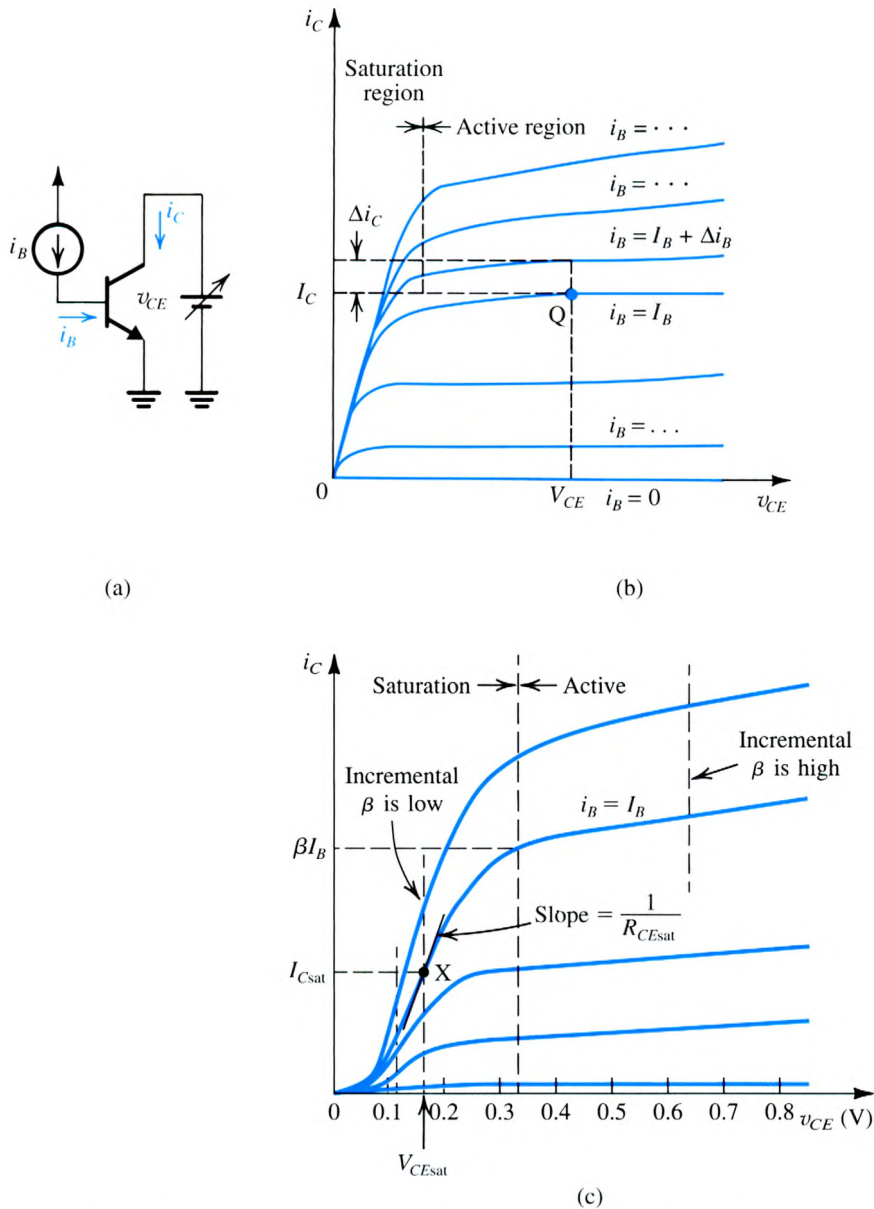 i_C
Saturation
region
Active region
i_B = · · ·
i_B = · · ·
Δi_C
i_B = I_B + Δi_B
I_C
Q
i_B = I_B
i_B = . . .
0
V_CE
i_B = 0
v_CE
i_B
i_C
v_CE
i_B
(a)
(b)
i_C
Saturation
Active
Incremental
β is low
Incremental
β is high
i_B = I_B
βI_B
Slope = 1/R_CEsat
I_Csat
X
0 0.1 0.2 0.3 0.4 0.5 0.6 0.7 0.8 v_CE (V)
V_CEsat
(c)